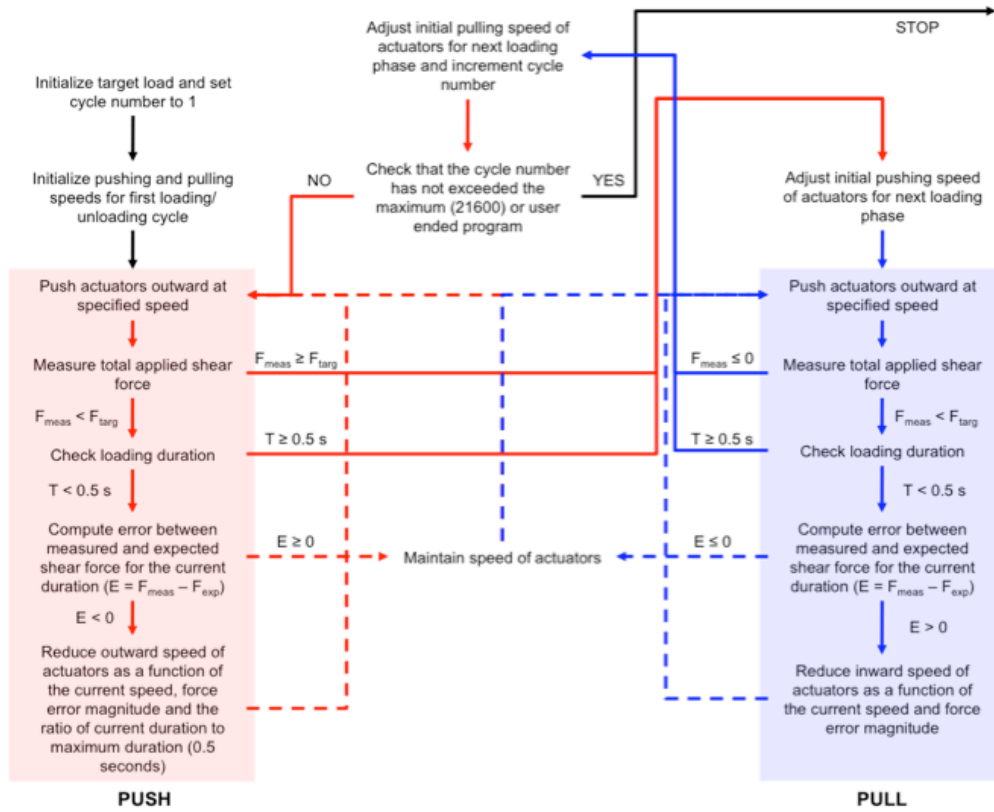 Initialize target load and set
cycle number to 1
Initialize pushing and pulling
speeds for first loading/
unloading cycle
Adjust initial pulling speed of
actuators for next loading
phase and increment cycle
number
Check that the cycle number
has not exceeded the
maximum (21600) or user
ended program
NO
YES
STOP
Adjust initial pushing speed
of actuators for next loading
phase
Push actuators outward at
specified speed
Measure total applied shear
force
F_meas ≥ F_targ
F_meas < F_targ
Check loading duration
T ≥ 0.5 s
T < 0.5 s
Compute error between
measured and expected
shear force for the current
duration (E = F_meas – F_exp)
E ≥ 0
E < 0
Reduce outward speed of
actuators as a function of
the current speed, force
error magnitude and the
ratio of current duration to
maximum duration (0.5
seconds)
PUSH
Maintain speed of actuators
Push actuators outward at
specified speed
F_meas ≤ 0
Measure total applied shear
force
F_meas < F_targ
T ≥ 0.5 s
Check loading duration
T < 0.5 s
E ≤ 0
Compute error between
measured and expected
shear force for the current
duration (E = F_meas – F_exp)
E > 0
Reduce inward speed of
actuators as a function of
the current speed and force
error magnitude
PULL